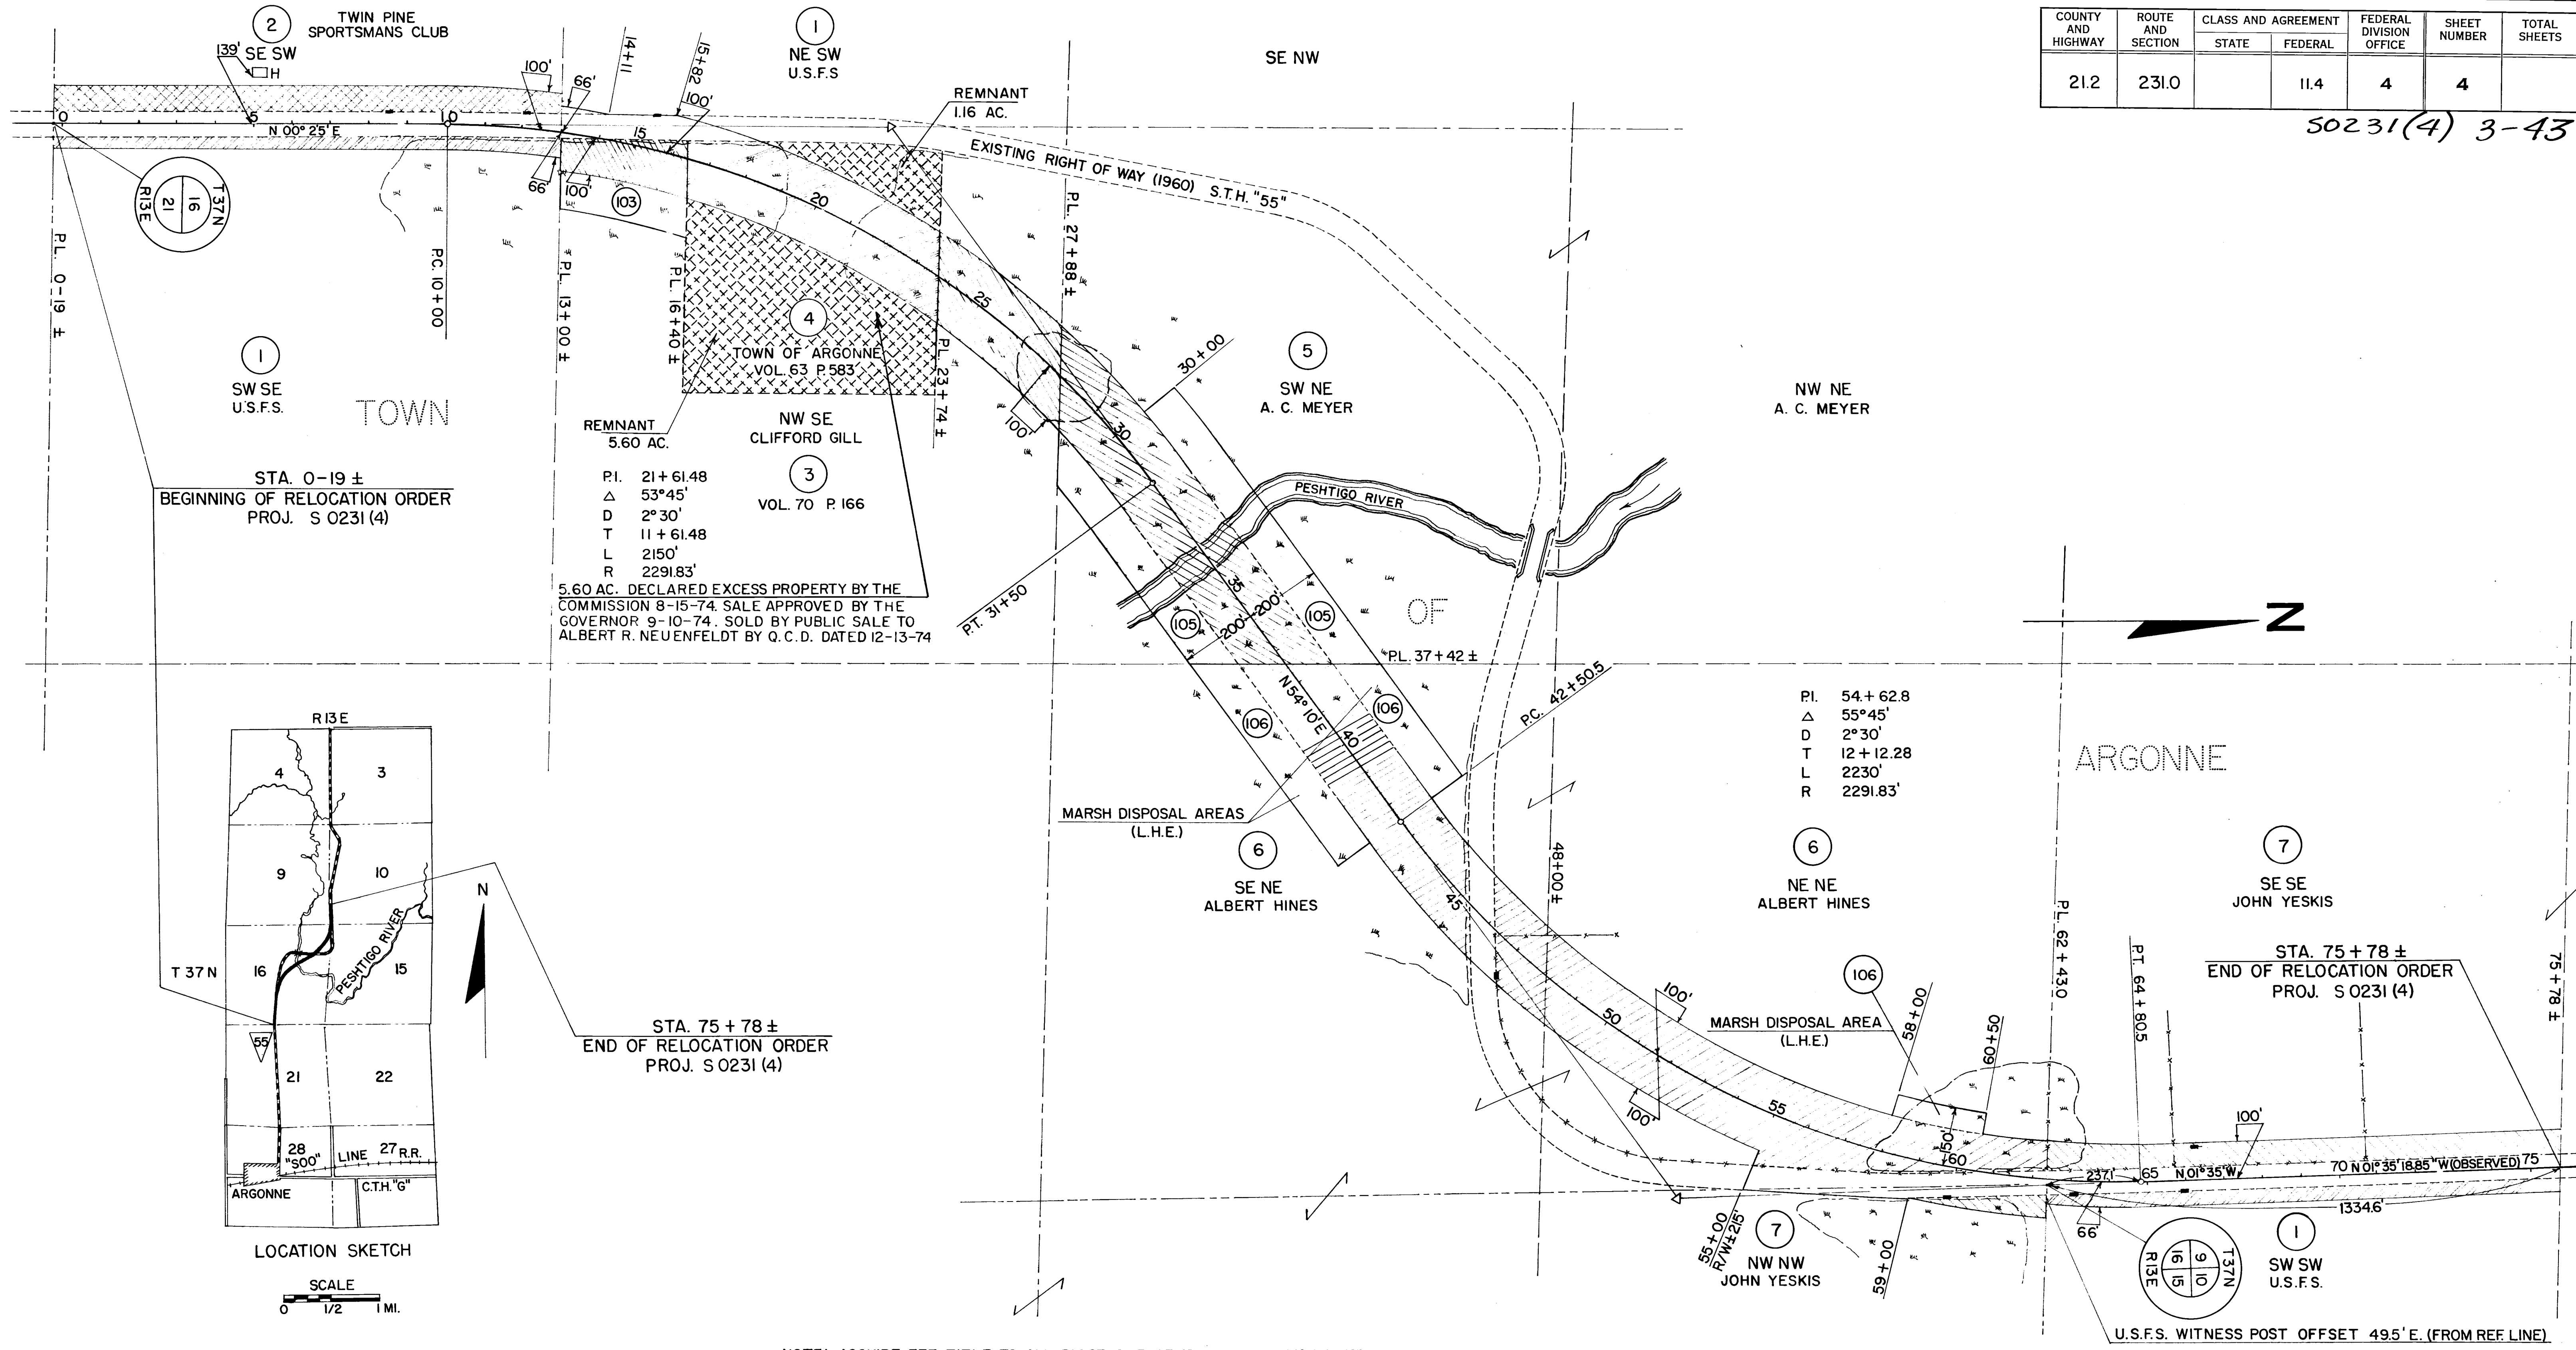 COUNTY AND HIGHWAY
ROUTE AND SECTION
CLASS AND AGREEMENT
STATE
FEDERAL
FEDERAL DIVISION OFFICE
SHEET NUMBER
TOTAL SHEETS
21.2
231.0
11.4
4
4
S0231(4) 3-43
2
TWIN PINE
SPORTSMANS CLUB
139'
SE SW
H
1
NE SW
U.S.F.S
14+11
15+82
100'
66'
100'
SE NW
REMNANT
1.16 AC.
0
5
10
15
20
25
30
35
40
45
50
55
60
65
70
75
N 00° 25' E
EXISTING RIGHT OF WAY (1960) S.T.H. "55"
T37N
16
21
R13E
66'
100'
103
P.L. 0-19 ±
P.C. 10+00
P.L. 13+00 ±
P.L. 16+40 ±
P.L. 23+74 ±
P.L. 27+88 ±
1
SW SE
U.S.F.S.
TOWN
4
TOWN OF ARGONNE
VOL. 63 P. 583
REMNANT
5.60 AC.
NW SE
CLIFFORD GILL
3
VOL. 70 P. 166
P.I. 21+61.48
△ 53°45'
D 2°30'
T 11+61.48
L 2150'
R 2291.83'
5.60 AC. DECLARED EXCESS PROPERTY BY THE
COMMISSION 8-15-74. SALE APPROVED BY THE
GOVERNOR 9-10-74. SOLD BY PUBLIC SALE TO
ALBERT R. NEUENFELDT BY Q.C.D. DATED 12-13-74
STA. 0-19 ±
BEGINNING OF RELOCATION ORDER
PROJ. S 0231 (4)
100'
30+00
5
SW NE
A. C. MEYER
NW NE
A. C. MEYER
PESHTIGO RIVER
P.T. 31+50
OF
N
105
200'
200'
105
P.L. 37+42 ±
N 54° 10' E
106
106
P.C. 42+50.5
MARSH DISPOSAL AREAS
(L.H.E.)
6
SE NE
ALBERT HINES
48+00 ±
P.I. 54+62.8
△ 55°45'
D 2°30'
T 12+12.28
L 2230'
R 2291.83'
ARGONNE
6
NE NE
ALBERT HINES
7
SE SE
JOHN YESKIS
P.L. 62+43.0
P.T. 64+80.5
STA. 75+78 ±
END OF RELOCATION ORDER
PROJ. S 0231 (4)
75+78 ±
106
MARSH DISPOSAL AREA
(L.H.E.)
58+00
60+50
100'
100'
150'
100'
237.1'
N 01° 35' W
N 01° 35' 18.85" W (OBSERVED)
1334.6'
66'
55+00
R/W ± 215'
7
NW NW
JOHN YESKIS
59+00
T37N
9 10
16 15
R13E
1
SW SW
U.S.F.S.
U.S.F.S. WITNESS POST OFFSET 49.5' E. (FROM REF. LINE)
R 13 E
4
3
9
10
T 37 N
16
15
PESHTIGO RIVER
55
21
22
28
27
"SOO" LINE R.R.
ARGONNE
C.T.H. "G"
N
STA. 75+78 ±
END OF RELOCATION ORDER
PROJ. S 0231 (4)
LOCATION SKETCH
SCALE
0 1/2 1 MI.